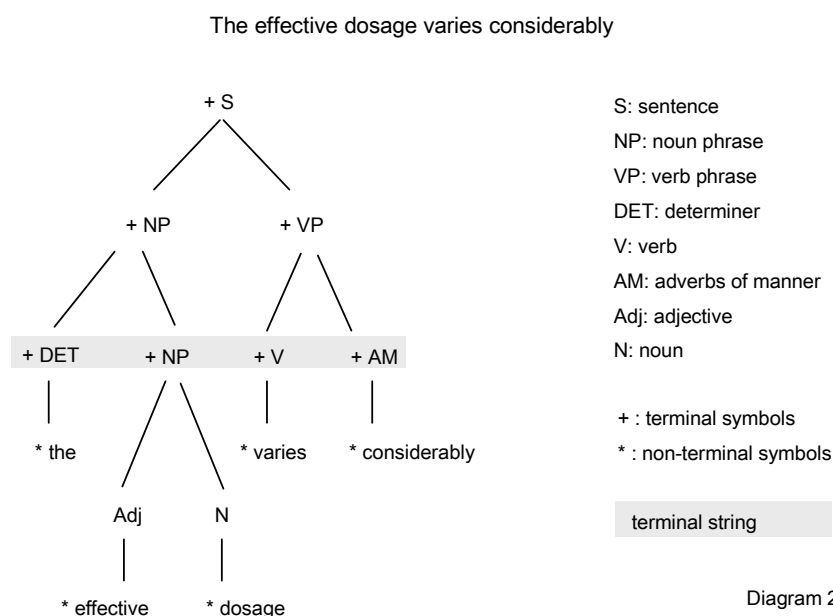 The effective dosage varies considerably
+ S
+ NP + VP
+ DET + NP + V + AM
* the * varies * considerably
Adj N
* effective * dosage
S: sentence
NP: noun phrase
VP: verb phrase
DET: determiner
V: verb
AM: adverbs of manner
Adj: adjective
N: noun
+ : terminal symbols
* : non-terminal symbols
terminal string
Diagram 2